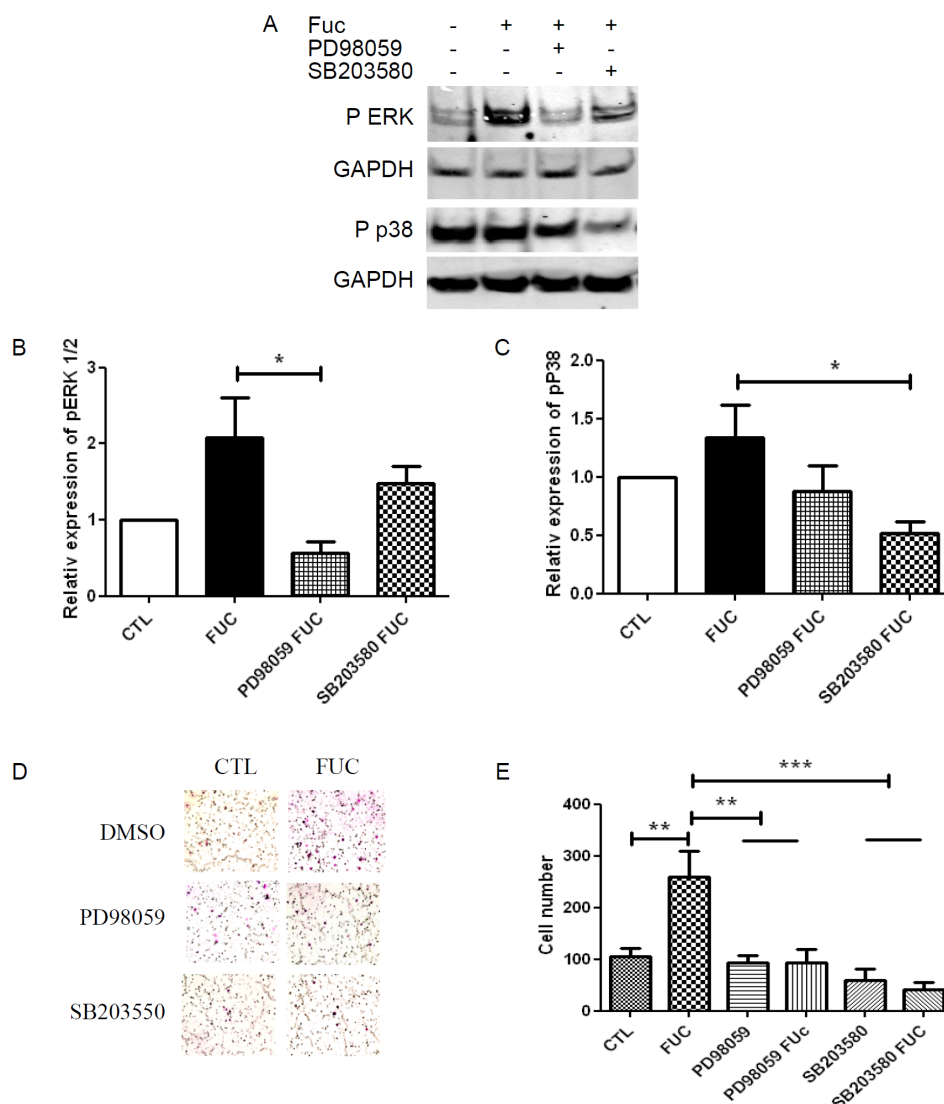 A
Fuc - + + +
PD98059 - - + -
SB203580 - - - +
P ERK
GAPDH
P p38
GAPDH
B
Relativ expression of pERK 1/2
3
2
1
0
*
CTL
FUC
PD98059 FUC
SB203580 FUC
C
Relative expression of pP38
2.0
1.5
1.0
0.5
0.0
*
CTL
FUC
PD98059 FUC
SB203580 FUC
D
CTL FUC
DMSO
PD98059
SB203550
E
Cell number
400
300
200
100
0
**
**
***
CTL
FUC
PD98059
PD98059 FUc
SB203580
SB203580 FUC